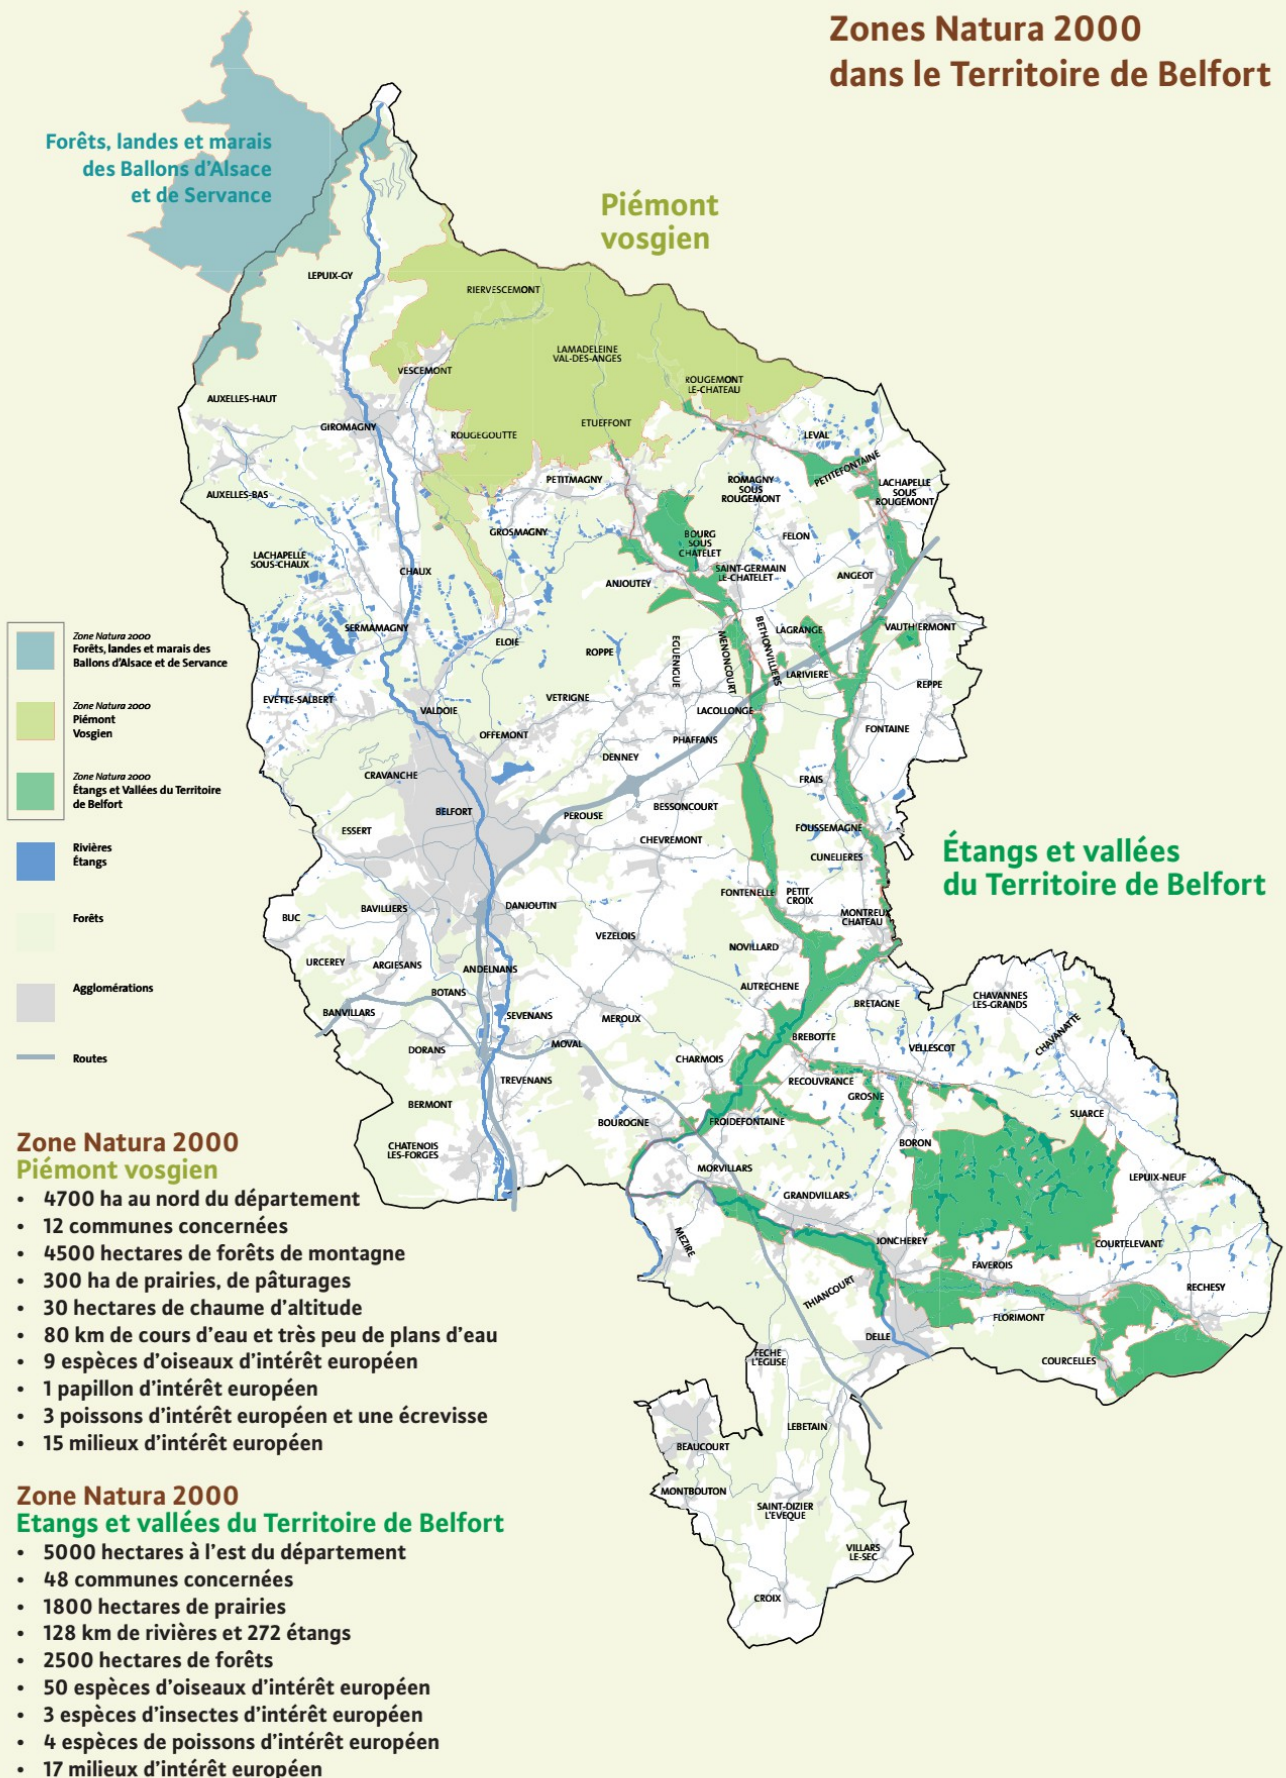 Zones Natura 2000
dans le Territoire de Belfort
Forêts, landes et marais
des Ballons d'Alsace
et de Servance
Piémont
vosgien
LEPUIX-GY
RIERVESCEMONT
LAMADELEINE
VAL-DES-ANGES
VESCEMONT
ROUGEMONT
LE-CHATEAU
AUXELLES-HAUT
GIROMAGNY
ROUGEGOUTTE
ETUEFFONT
LEVAL
PETITEFONTAINE
AUXELLES-BAS
PETITMAGNY
ROMAGNY
SOUS
ROUGEMONT
LACHAPELLE
SOUS
ROUGEMONT
GROSMAGNY
BOURG
SOUS
CHATELET
FELON
LACHAPELLE
SOUS-CHAUX
CHAUX
ANJOUTEY
SAINT-GERMAIN
LE-CHATELET
ANGEOT
SERMAMAGNY
ELOIE
ROPPE
EGUENIGUE
MENONCOURT
BETHONVILLIERS
LAGRANGE
VAUTHIERMONT
LARIVIERE
REPPE
EVETTE-SALBERT
VALDOIE
VETRIGNE
LACOLLONGE
OFFEMONT
PHAFFANS
FONTAINE
DENNEY
CRAVANCHE
FRAIS
BELFORT
PEROUSE
BESSONCOURT
ESSERT
CHEVREMONT
FOUSSEMAGNE
CUNELIERES
Étangs et vallées
du Territoire de Belfort
FONTENELLE
PETIT
CROIX
BUC
BAVILLIERS
DANJOUTIN
MONTREUX
CHATEAU
VEZELOIS
NOVILLARD
URCEREY
ARGIESANS
ANDELNANS
BOTANS
AUTRECHENE
BRETAGNE
CHAVANNES
LES-GRANDS
BANVILLARS
SEVENANS
MEROUX
CHAVANATTE
DORANS
MOVAL
BREBOTTE
VELLESCOT
CHARMOIS
TREVENANS
RECOUVRANCE
GROSNE
BERMONT
BOUROGNE
FROIDEFONTAINE
SUARCE
CHATENOIS
LES-FORGES
BORON
MORVILLARS
LEPUIX-NEUF
GRANDVILLARS
MEZIRE
JONCHEREY
COURTELEVANT
FAVEROIS
THIANCOURT
RECHESY
FLORIMONT
DELLE
FECHE
L'EGLISE
COURCELLES
LEBETAIN
BEAUCOURT
MONTBOUTON
SAINT-DIZIER
L'EVEQUE
VILLARS
LE-SEC
CROIX
Zone Natura 2000
Forêts, landes et marais des
Ballons d'Alsace et de Servance
Zone Natura 2000
Piémont
Vosgien
Zone Natura 2000
Étangs et Vallées du Territoire
de Belfort
Rivières
Étangs
Forêts
Agglomérations
Routes
Zone Natura 2000
Piémont vosgien
• 4700 ha au nord du département
• 12 communes concernées
• 4500 hectares de forêts de montagne
• 300 ha de prairies, de pâturages
• 30 hectares de chaume d'altitude
• 80 km de cours d'eau et très peu de plans d'eau
• 9 espèces d'oiseaux d'intérêt européen
• 1 papillon d'intérêt européen
• 3 poissons d'intérêt européen et une écrevisse
• 15 milieux d'intérêt européen
Zone Natura 2000
Etangs et vallées du Territoire de Belfort
• 5000 hectares à l'est du département
• 48 communes concernées
• 1800 hectares de prairies
• 128 km de rivières et 272 étangs
• 2500 hectares de forêts
• 50 espèces d'oiseaux d'intérêt européen
• 3 espèces d'insectes d'intérêt européen
• 4 espèces de poissons d'intérêt européen
• 17 milieux d'intérêt européen